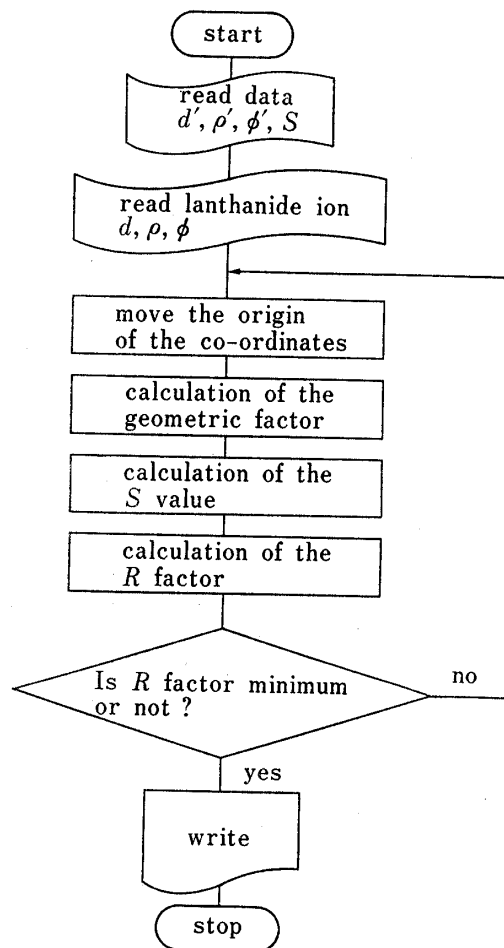 start
read data
d′, ρ′, ϕ′, S
read lanthanide ion
d, ρ, ϕ
move the origin
of the co-ordinates
calculation of the
geometric factor
calculation of the
S value
calculation of the
R factor
Is R factor minimum
or not ?
no
yes
write
stop